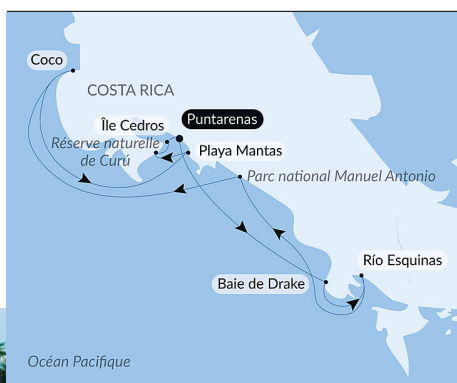 Coco
COSTA RICA
Île Cedros
Puntarenas
Réserve naturelle
de Curú
Playa Mantas
Parc national Manuel Antonio
Río Esquinas
Baie de Drake
Océan Pacifique